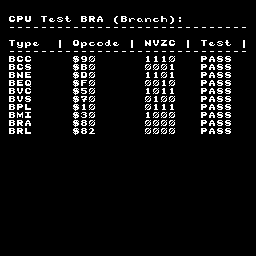 CPU Test BRA (Branch):
------------------------------
Type | Opcode | NVZC | Test |
------------------------------
BCC $90 1110 PASS
BCS $B0 0001 PASS
BNE $D0 1101 PASS
BEQ $F0 0010 PASS
BVC $50 1011 PASS
BVS $70 0100 PASS
BPL $10 0111 PASS
BMI $30 1000 PASS
BRA $80 0000 PASS
BRL $82 0000 PASS